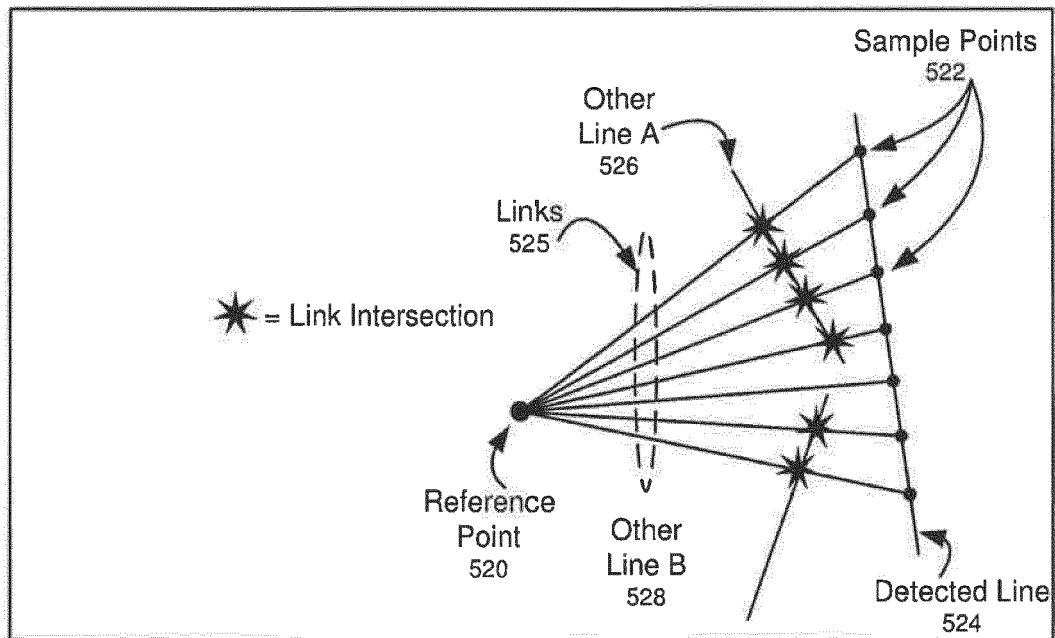 Sample Points
522
Other
Line A
526
Links
525
= Link Intersection
Reference
Point
520
Other
Line B
528
Detected Line
524